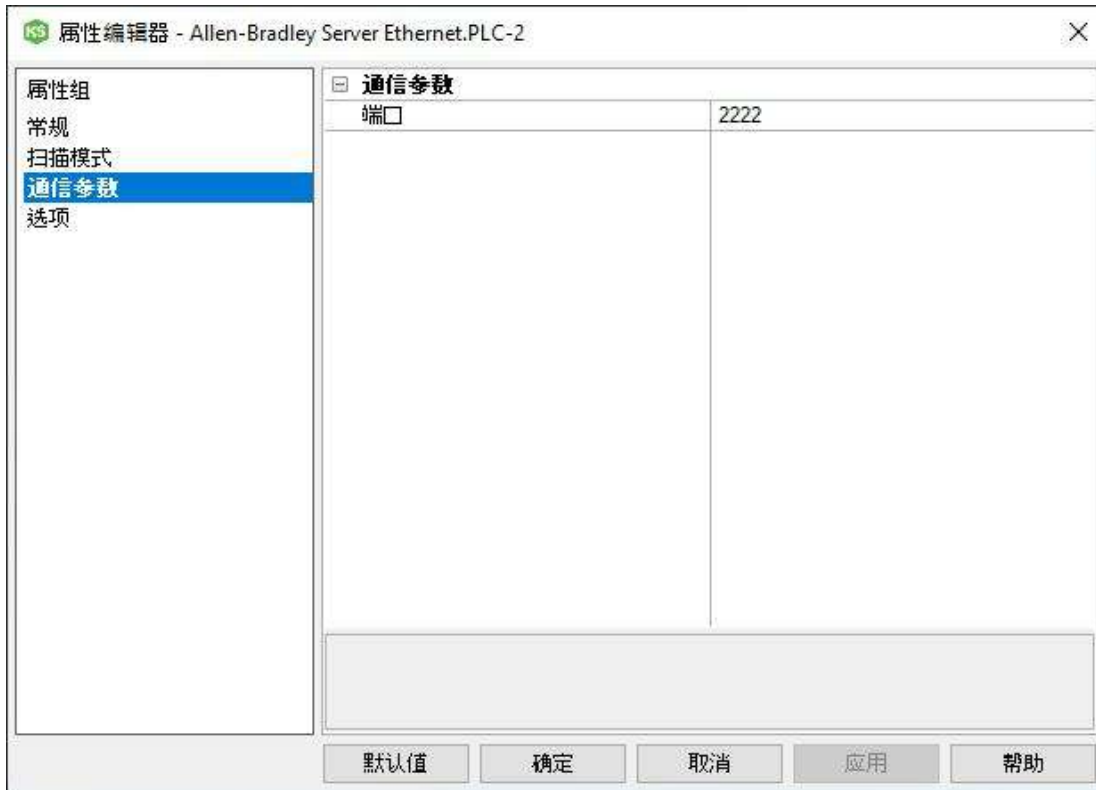 属性编辑器 - Allen-Bradley Server Ethernet.PLC-2
属性组
常规
扫描模式
通信参数
选项
通信参数
端口 2222
默认值 确定 取消 应用 帮助